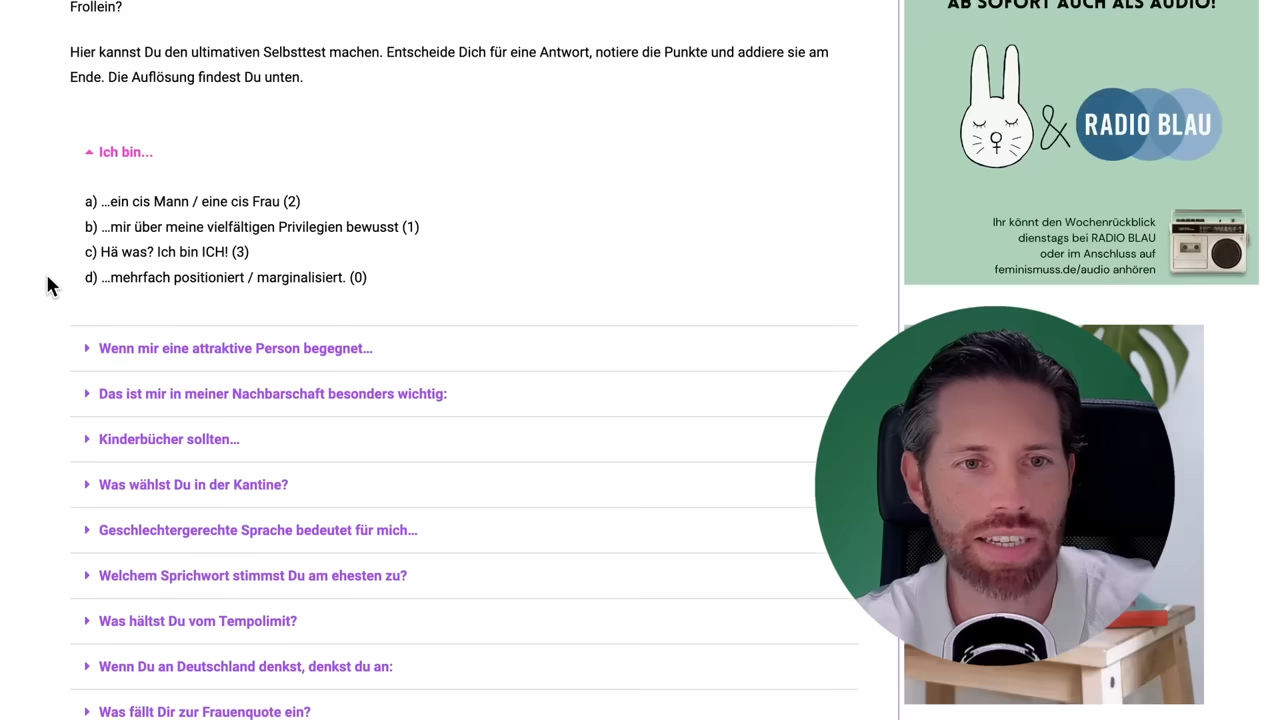 Frollein?
Hier kannst Du den ultimativen Selbsttest machen. Entscheide Dich für eine Antwort, notiere die Punkte und addiere sie am
Ende. Die Auflösung findest Du unten.
Ich bin...
a) ...ein cis Mann / eine cis Frau (2)
b) ...mir über meine vielfältigen Privilegien bewusst (1)
c) Hä was? Ich bin ICH! (3)
d) ...mehrfach positioniert / marginalisiert. (0)
Wenn mir eine attraktive Person begegnet...
Das ist mir in meiner Nachbarschaft besonders wichtig:
Kinderbücher sollten...
Was wählst Du in der Kantine?
Geschlechtergerechte Sprache bedeutet für mich...
Welchem Sprichwort stimmst Du am ehesten zu?
Was hältst Du vom Tempolimit?
Wenn Du an Deutschland denkst, denkst du an:
Was fällt Dir zur Frauenquote ein?
AB SOFORT AUCH ALS AUDIO!
& RADIO BLAU
Ihr könnt den Wochenrückblick
dienstags bei RADIO BLAU
oder im Anschluss auf
feminismuss.de/audio anhören